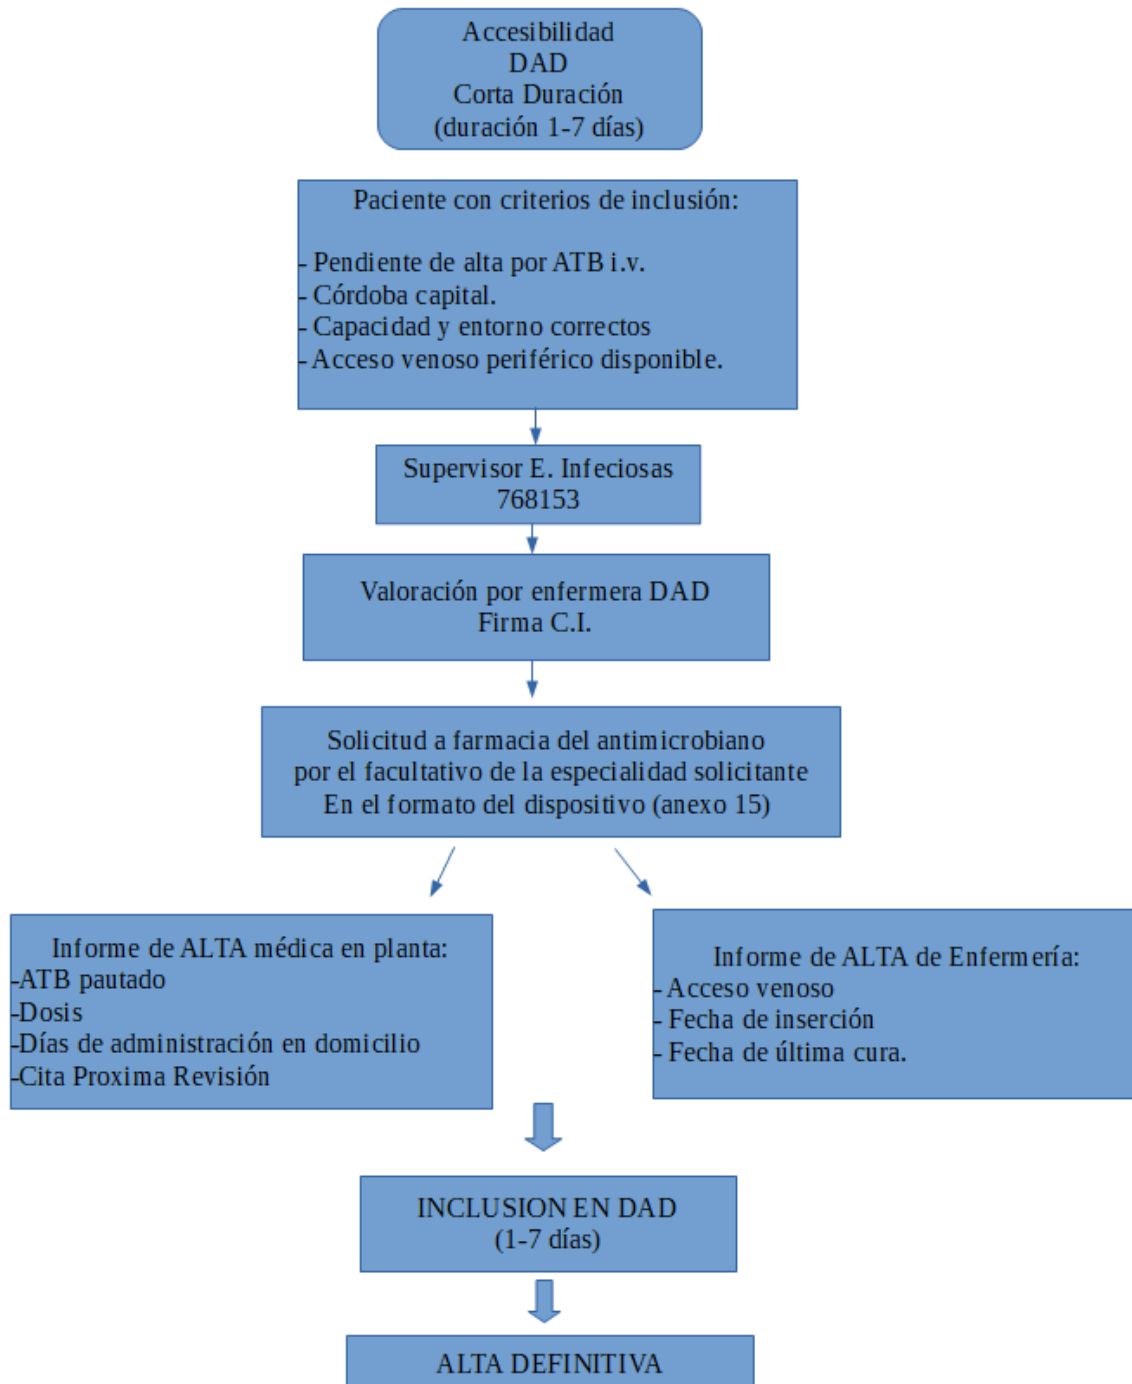 Accesibilidad
DAD
Corta Duración
(duración 1-7 días)
Paciente con criterios de inclusión:
- Pendiente de alta por ATB i.v.
- Córdoba capital.
- Capacidad y entorno correctos
- Acceso venoso periférico disponible.
Supervisor E. Infeciosas
768153
Valoración por enfermera DAD
Firma C.I.
Solicitud a farmacia del antimicrobiano
por el facultativo de la especialidad solicitante
En el formato del dispositivo (anexo 15)
Informe de ALTA médica en planta:
-ATB pautado
-Dosis
-Días de administración en domicilio
-Cita Proxima Revisión
Informe de ALTA de Enfermería:
- Acceso venoso
- Fecha de inserción
- Fecha de última cura.
INCLUSION EN DAD
(1-7 días)
ALTA DEFINITIVA